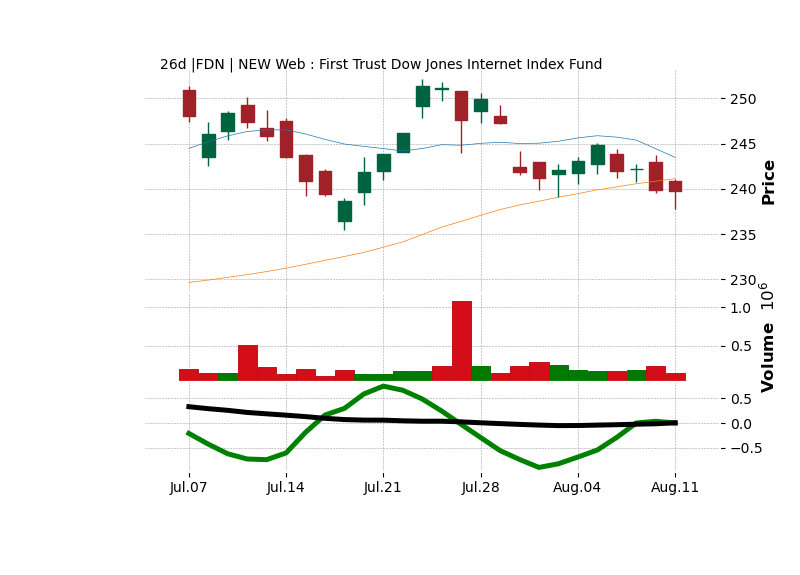 26d |FDN | NEW Web : First Trust Dow Jones Internet Index Fund
250
245
240
235
230
Price
1.0
0.5
Volume 10^6
0.5
0.0
−0.5
Jul.07 Jul.14 Jul.21 Jul.28 Aug.04 Aug.11